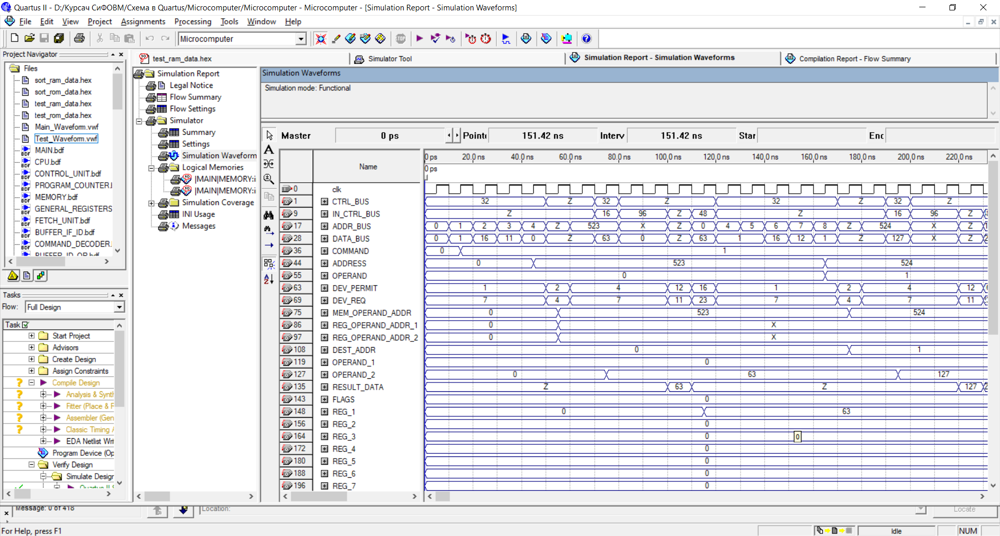 Quartus II - D:/Курсач СиФОВМ/Схема в Quartus/Microcomputer/Microcomputer - Microcomputer - [Simulation Report - Simulation Waveforms]
File Edit View Project Assignments Processing Tools Window Help
Microcomputer
Project Navigator
Files
sort_ram_data.hex
sort_rom_data.hex
test_ram_data.hex
test_rom_data.hex
Main_Waveform.vwf
Test_Waveform.vwf
MAIN.bdf
CPU.bdf
CONTROL_UNIT.bdf
PROGRAM_COUNTER.
MEMORY.bdf
GENERAL_REGISTERS
FETCH_UNIT.bdf
BUFFER_IF_ID.bdf
COMMAND_DECODER.
BUFFER_ID_OR.bdf
Tasks
Flow: Full Design
Task
Start Project
Advisors
Create Design
Assign Constraints
Compile Design
Analysis & Synth
Fitter (Place & F
Assembler (Gen
Classic Timing A
EDA Netlist Writ
Program Device (Op
Verify Design
Simulate Design
Quartus II S
test_ram_data.hex
Simulator Tool
Simulation Report - Simulation Waveforms
Compilation Report - Flow Summary
Simulation Report
Legal Notice
Flow Summary
Flow Settings
Simulator
Summary
Settings
Simulation Waveform
Logical Memories
|MAIN|MEMORY:i
|MAIN|MEMORY:i
Simulation Coverage
INI Usage
Messages
Simulation Waveforms
Simulation mode: Functional
Master 0 ps Pointe 151.42 ns Interv 151.42 ns Star Enc
Name
0 ps 20.0 ns 40.0 ns 60.0 ns 80.0 ns 100.0 ns 120.0 ns 140.0 ns 160.0 ns 180.0 ns 200.0 ns 220.0 ns
0 ps
0 clk
1 CTRL_BUS 32 Z 32 Z 32 Z 32 Z
9 IN_CTRL_BUS Z 16 96 Z 48 Z 16 96 Z
17 ADDR_BUS 0 1 2 3 4 Z 523 X Z 0 4 5 6 7 8 Z 524 X Z 1
28 DATA_BUS 0 1 16 11 0 Z 63 0 Z 63 1 16 12 1 Z 127 X Z 2
36 COMMAND 0 1
44 ADDRESS 0 523 524
55 OPERAND 0 1
63 DEV_PERMIT 1 2 4 12 16 1 2 4 12
69 DEV_REQ 7 4 7 11 23 7 4 7 11
75 MEM_OPERAND_ADDR 0 523 524
86 REG_OPERAND_ADDR_1 0 X
97 REG_OPERAND_ADDR_2 0 X
108 DEST_ADDR 0 1
119 OPERAND_1 0
127 OPERAND_2 0 63 127
135 RESULT_DATA Z 63 Z 127 Z
143 FLAGS 0
148 REG_1 0 63
156 REG_2 0
164 REG_3 0 0
172 REG_4 0
180 REG_5 0
188 REG_6 0
196 REG_7 0
Message: 0 of 418
Location:
Locate
For Help, press F1
Idle
NUM